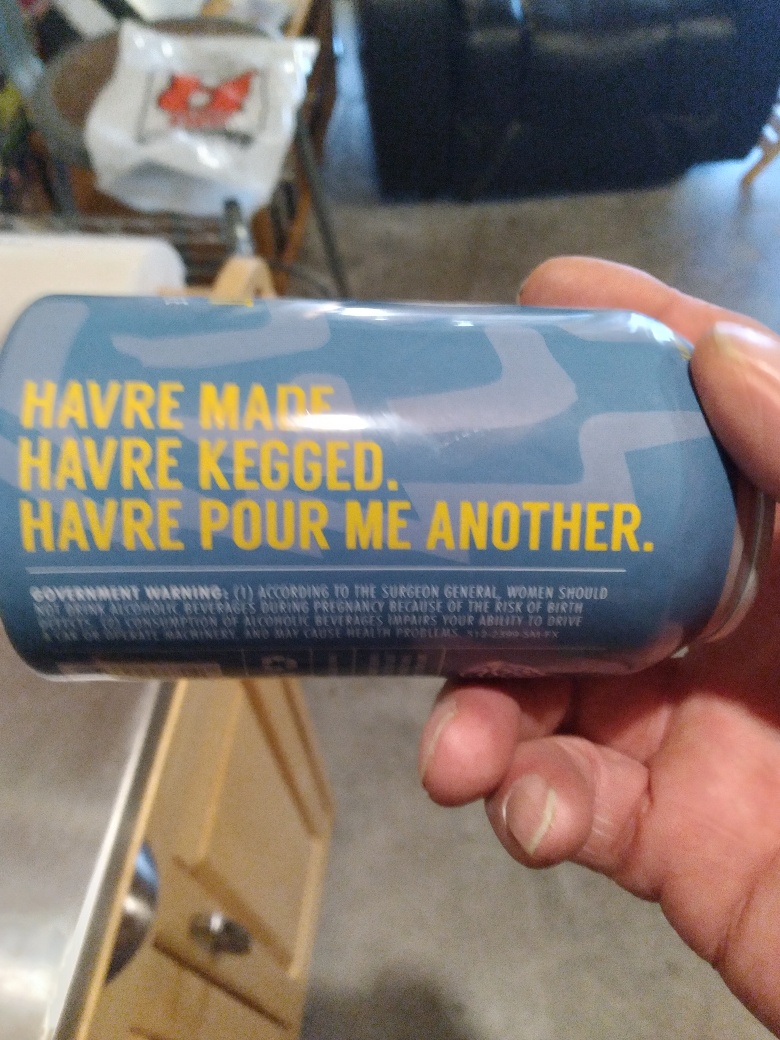 HAVRE MADE
HAVRE KEGGED.
HAVRE POUR ME ANOTHER.
GOVERNMENT WARNING: (1) ACCORDING TO THE SURGEON GENERAL, WOMEN SHOULD
NOT DRINK ALCOHOLIC BEVERAGES DURING PREGNANCY BECAUSE OF THE RISK OF BIRTH
DEFECTS. (2) CONSUMPTION OF ALCOHOLIC BEVERAGES IMPAIRS YOUR ABILITY TO DRIVE
A CAR OR OPERATE MACHINERY, AND MAY CAUSE HEALTH PROBLEMS.